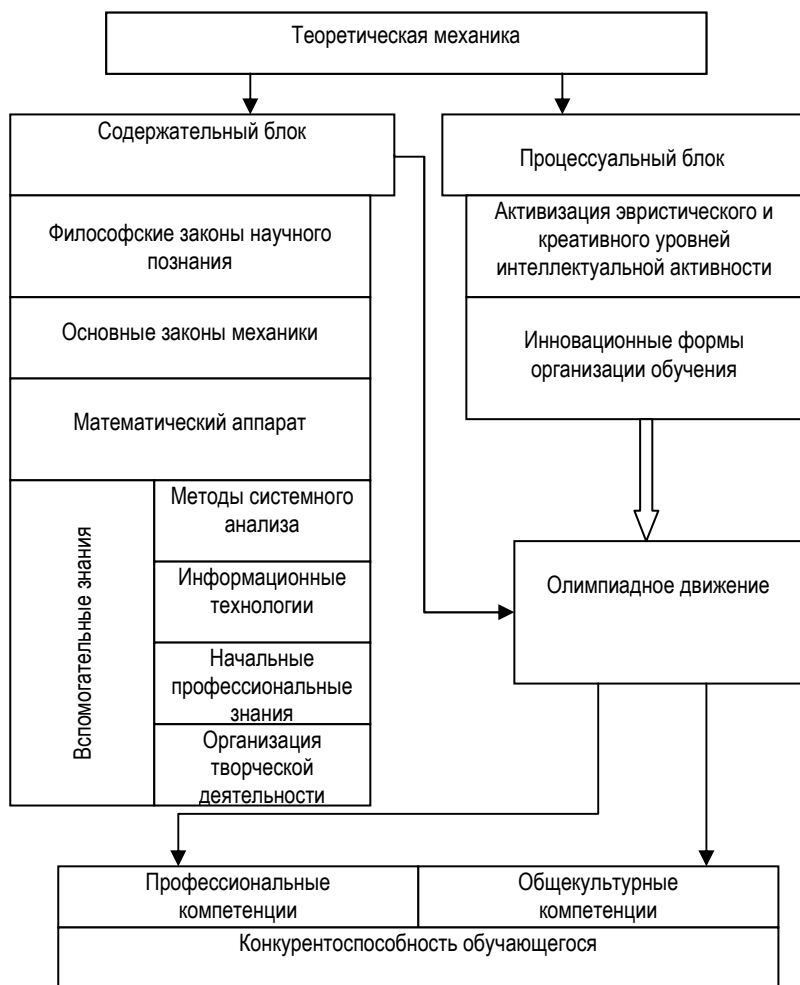 Теоретическая механика
Содержательный блок
Процессуальный блок
Философские законы научного
познания
Активизация эвристического и
креативного уровней
интеллектуальной активности
Основные законы механики
Инновационные формы
организации обучения
Математический аппарат
Вспомогательные знания
Методы системного
анализа
Информационные
технологии
Начальные
профессиональные
знания
Организация
творческой
деятельности
Олимпиадное движение
Профессиональные
компетенции
Общекультурные
компетенции
Конкурентоспособность обучающегося